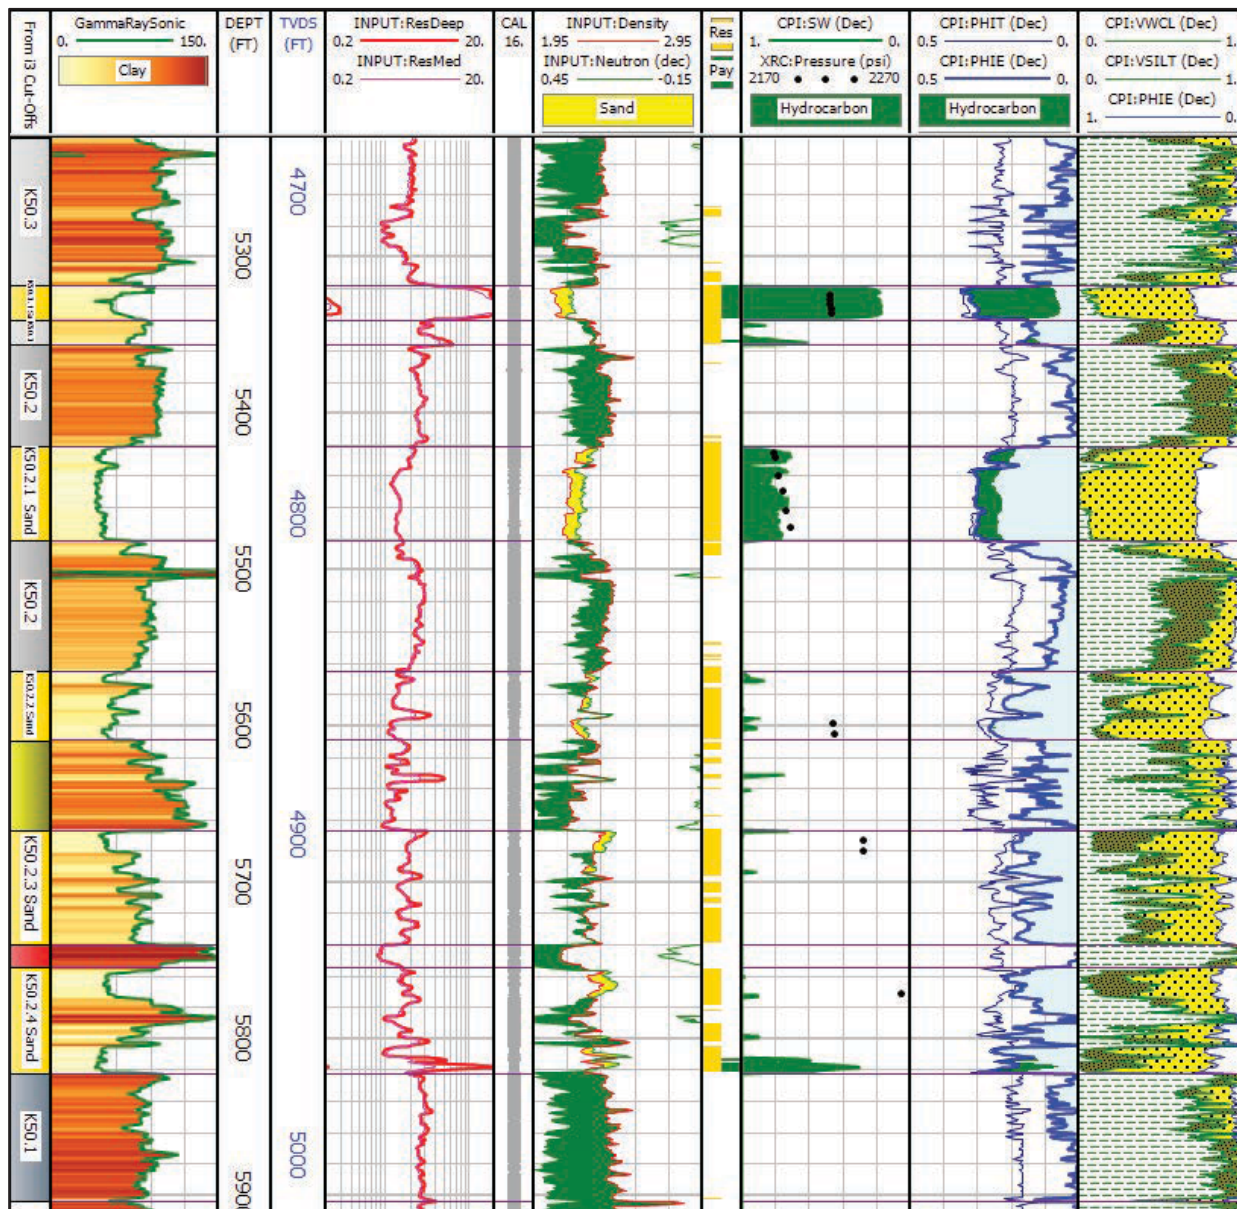 From i3 Cut-Offs
GammaRaySonic
0. 150.
Clay
DEPT
(FT)
TVDS
(FT)
INPUT:ResDeep
0.2 20.
INPUT:ResMed
0.2 20.
CAL
16.
INPUT:Density
1.95 2.95
INPUT:Neutron (dec)
0.45 -0.15
Sand
Res
Pay
CPI:SW (Dec)
1. 0.
XRC:Pressure (psi)
2170 2270
Hydrocarbon
CPI:PHIT (Dec)
0.5 0.
CPI:PHIE (Dec)
0.5 0.
Hydrocarbon
CPI:VWCL (Dec)
0. 1.
CPI:VSILT (Dec)
0. 1.
CPI:PHIE (Dec)
1. 0.
K50.3
K50.2
K50.2.1 Sand
K50.2
K50.2.2 Sand
K50.2.3 Sand
K50.2.4 Sand
K50.1
5300
5400
5500
5600
5700
5800
5900
4700
4800
4900
5000